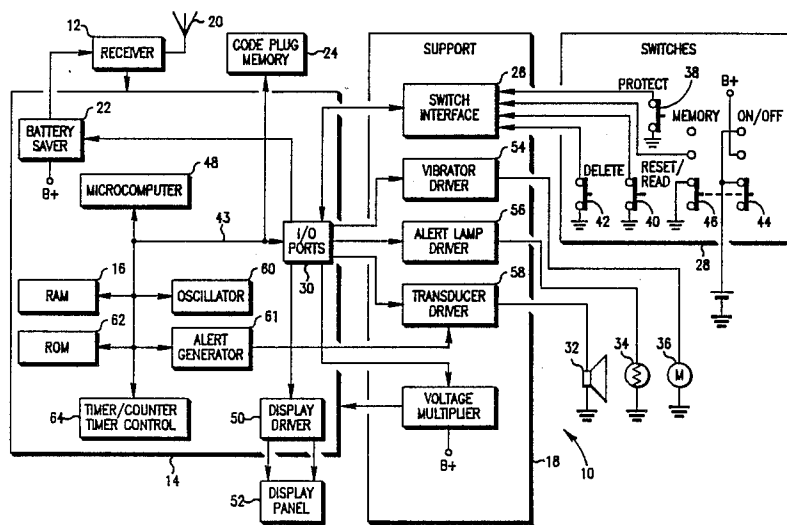 12
20
RECEIVER
CODE PLUG
MEMORY
24
SUPPORT
SWITCHES
22
BATTERY
SAVER
B+
48
MICROCOMPUTER
43
I/O
PORTS
30
16
RAM
60
OSCILLATOR
62
ROM
61
ALERT
GENERATOR
64
TIMER/COUNTER
TIMER CONTROL
50
DISPLAY
DRIVER
14
52
DISPLAY
PANEL
26
SWITCH
INTERFACE
54
VIBRATOR
DRIVER
56
ALERT LAMP
DRIVER
58
TRANSDUCER
DRIVER
VOLTAGE
MULTIPLIER
B+
18
PROTECT
38
B+
MEMORY
ON/OFF
DELETE
RESET/
READ
42
40
46
44
28
32
34
36
M
10